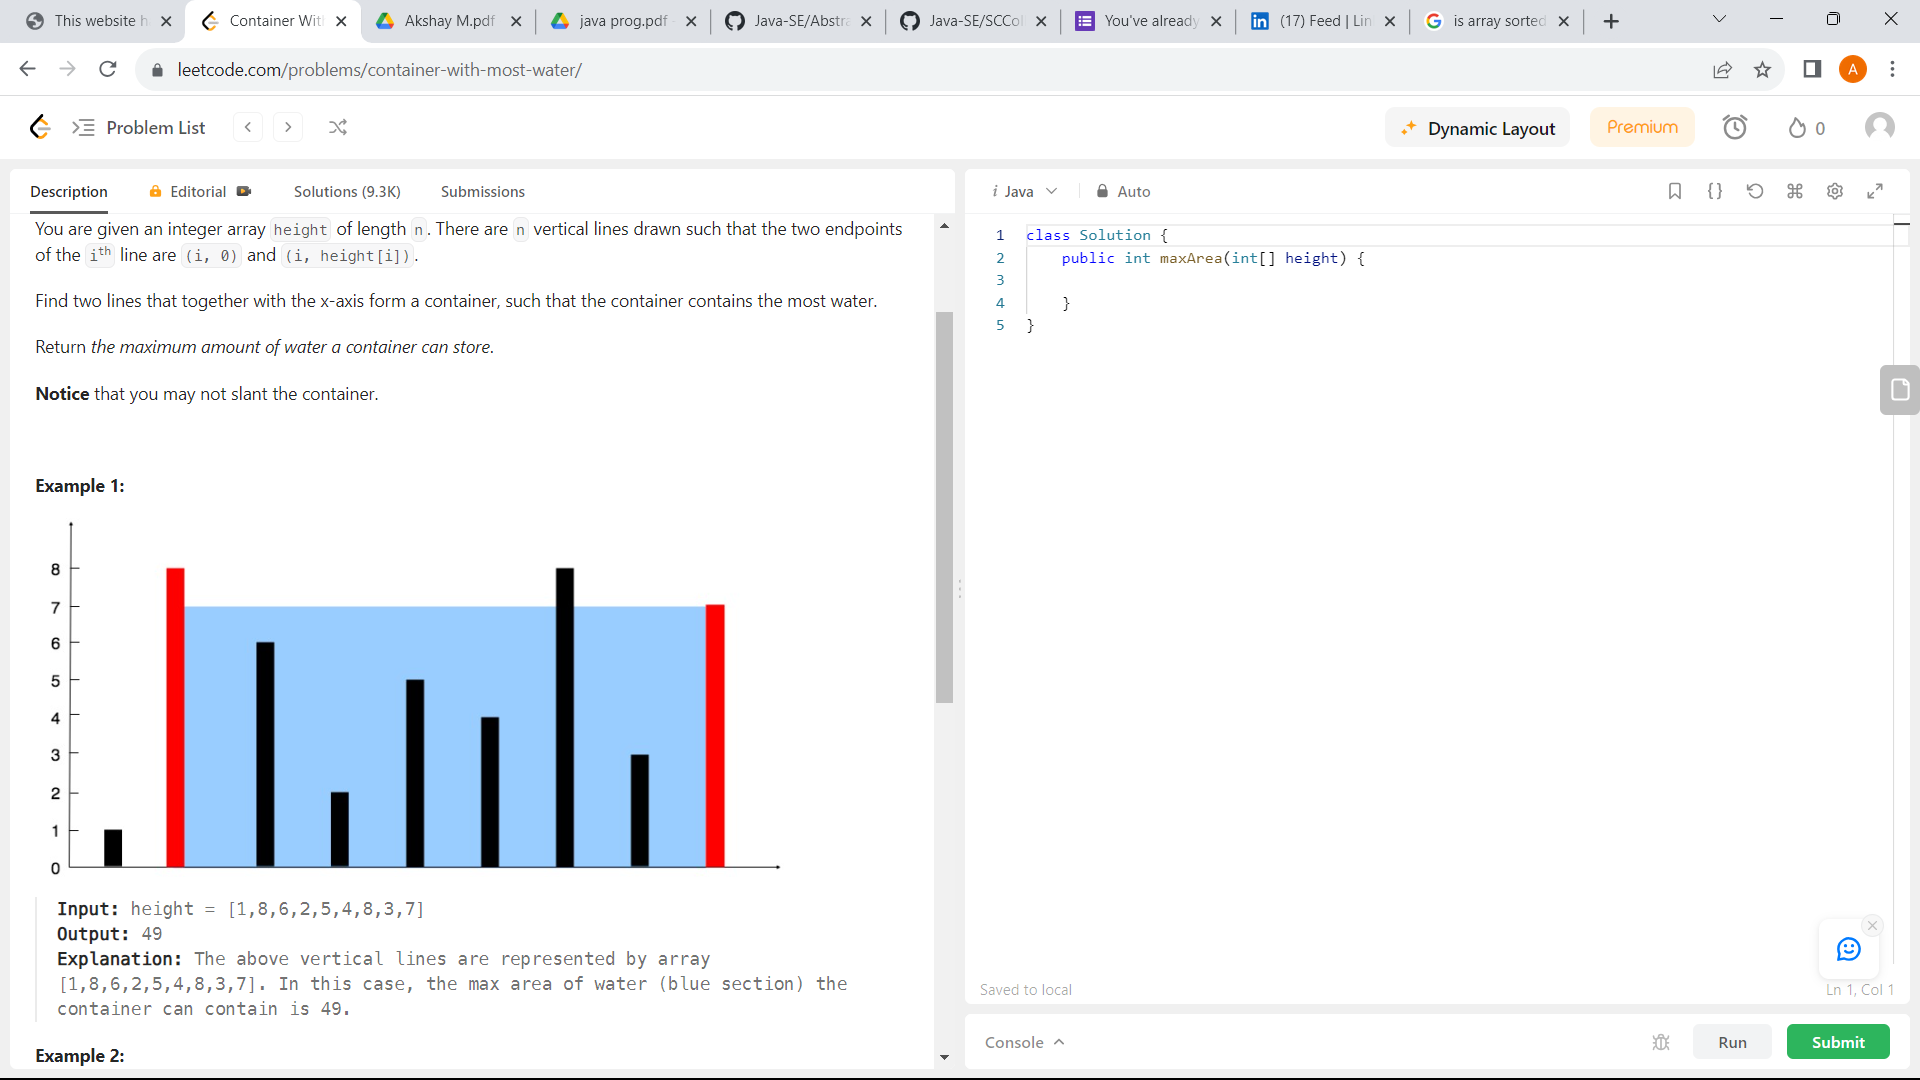 This website h
Container Wit
Akshay M.pdf
java prog.pdf
Java-SE/Abstra
Java-SE/SCCol
You've already
(17) Feed | Lin
is array sorted
leetcode.com/problems/container-with-most-water/
A
Problem List
Dynamic Layout
Premium
0
Description
Editorial
Solutions (9.3K)
Submissions
You are given an integer array height of length n. There are n vertical lines drawn such that the two endpoints
of the ith line are (i, 0) and (i, height[i]).
Find two lines that together with the x-axis form a container, such that the container contains the most water.
Return the maximum amount of water a container can store.
Notice that you may not slant the container.
Example 1:
8
7
6
5
4
3
2
1
0
Input: height = [1,8,6,2,5,4,8,3,7]
Output: 49
Explanation: The above vertical lines are represented by array
[1,8,6,2,5,4,8,3,7]. In this case, the max area of water (blue section) the
container can contain is 49.
Example 2:
i Java
Auto
1 class Solution {
2 public int maxArea(int[] height) {
3
4 }
5 }
Saved to local
Ln 1, Col 1
Console
Run
Submit